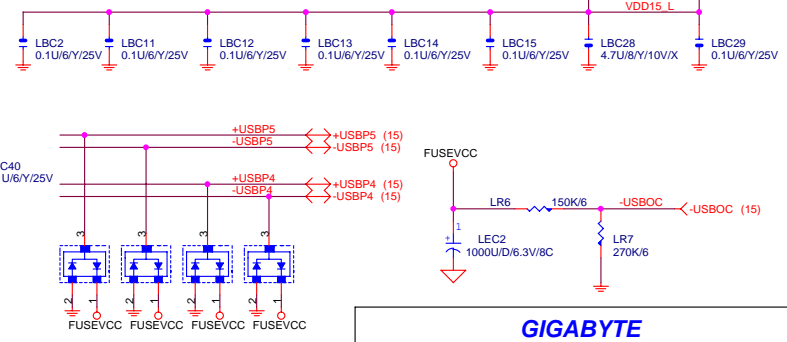 VDD15_L
LBC2 LBC11 LBC12 LBC13 LBC14 LBC15 LBC28 LBC29
0.1U/6/Y/25V 0.1U/6/Y/25V 0.1U/6/Y/25V 0.1U/6/Y/25V 0.1U/6/Y/25V 0.1U/6/Y/25V 4.7U/8/Y/10V/X 0.1U/6/Y/25V
+USBP5 +USBP5 (15)
-USBP5 -USBP5 (15)
C40
U/6/Y/25V
+USBP4 +USBP4 (15)
-USBP4 -USBP4 (15)
FUSEVCC
LR6 150K/6 -USBOC -USBOC (15)
1
+
LEC2
1000U/D/6.3V/8C
LR7
270K/6
3 3 3 3
2 1 2 1 2 1 2 1
FUSEVCC FUSEVCC FUSEVCC FUSEVCC
GIGABYTE